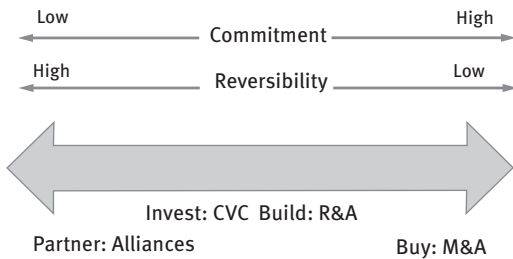 Low High
Commitment
High Low
Reversibility
Invest: CVC Build: R&A
Partner: Alliances Buy: M&A